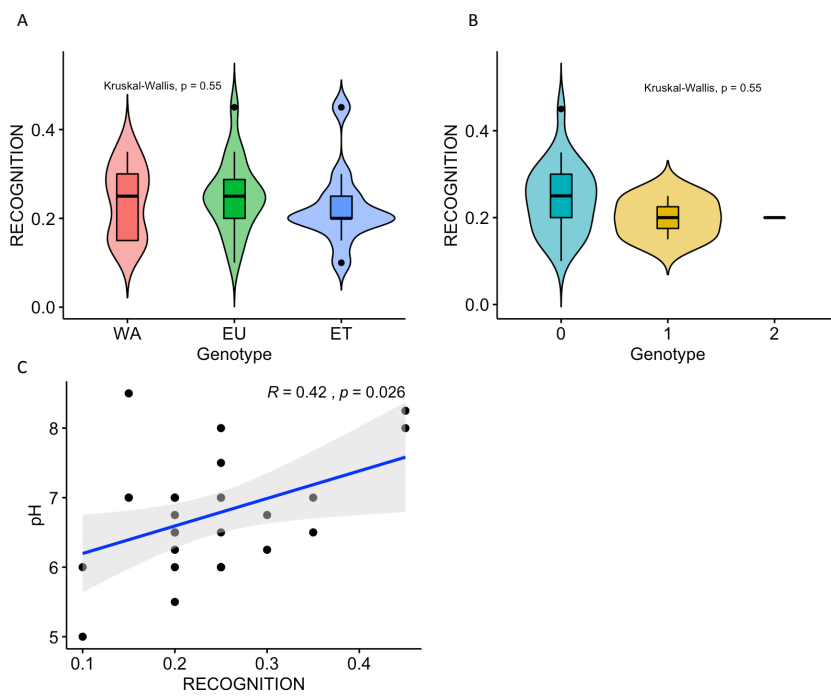 A
Kruskal-Wallis, p = 0.55
RECOGNITION
0.4
0.2
0.0
WA EU ET
Genotype
B
Kruskal-Wallis, p = 0.55
RECOGNITION
0.4
0.2
0.0
0 1 2
Genotype
C
R = 0.42 , p = 0.026
pH
8
7
6
5
0.1 0.2 0.3 0.4
RECOGNITION